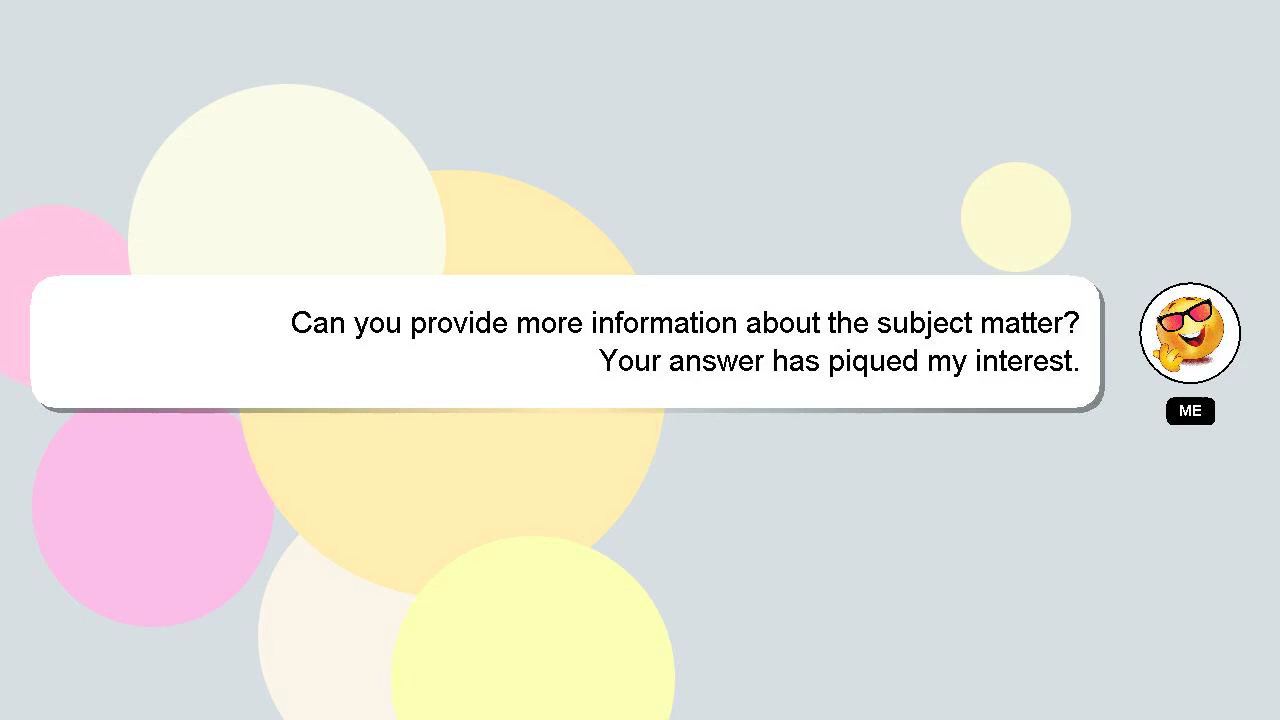 Can you provide more information about the subject matter?
Your answer has piqued my interest.
ME